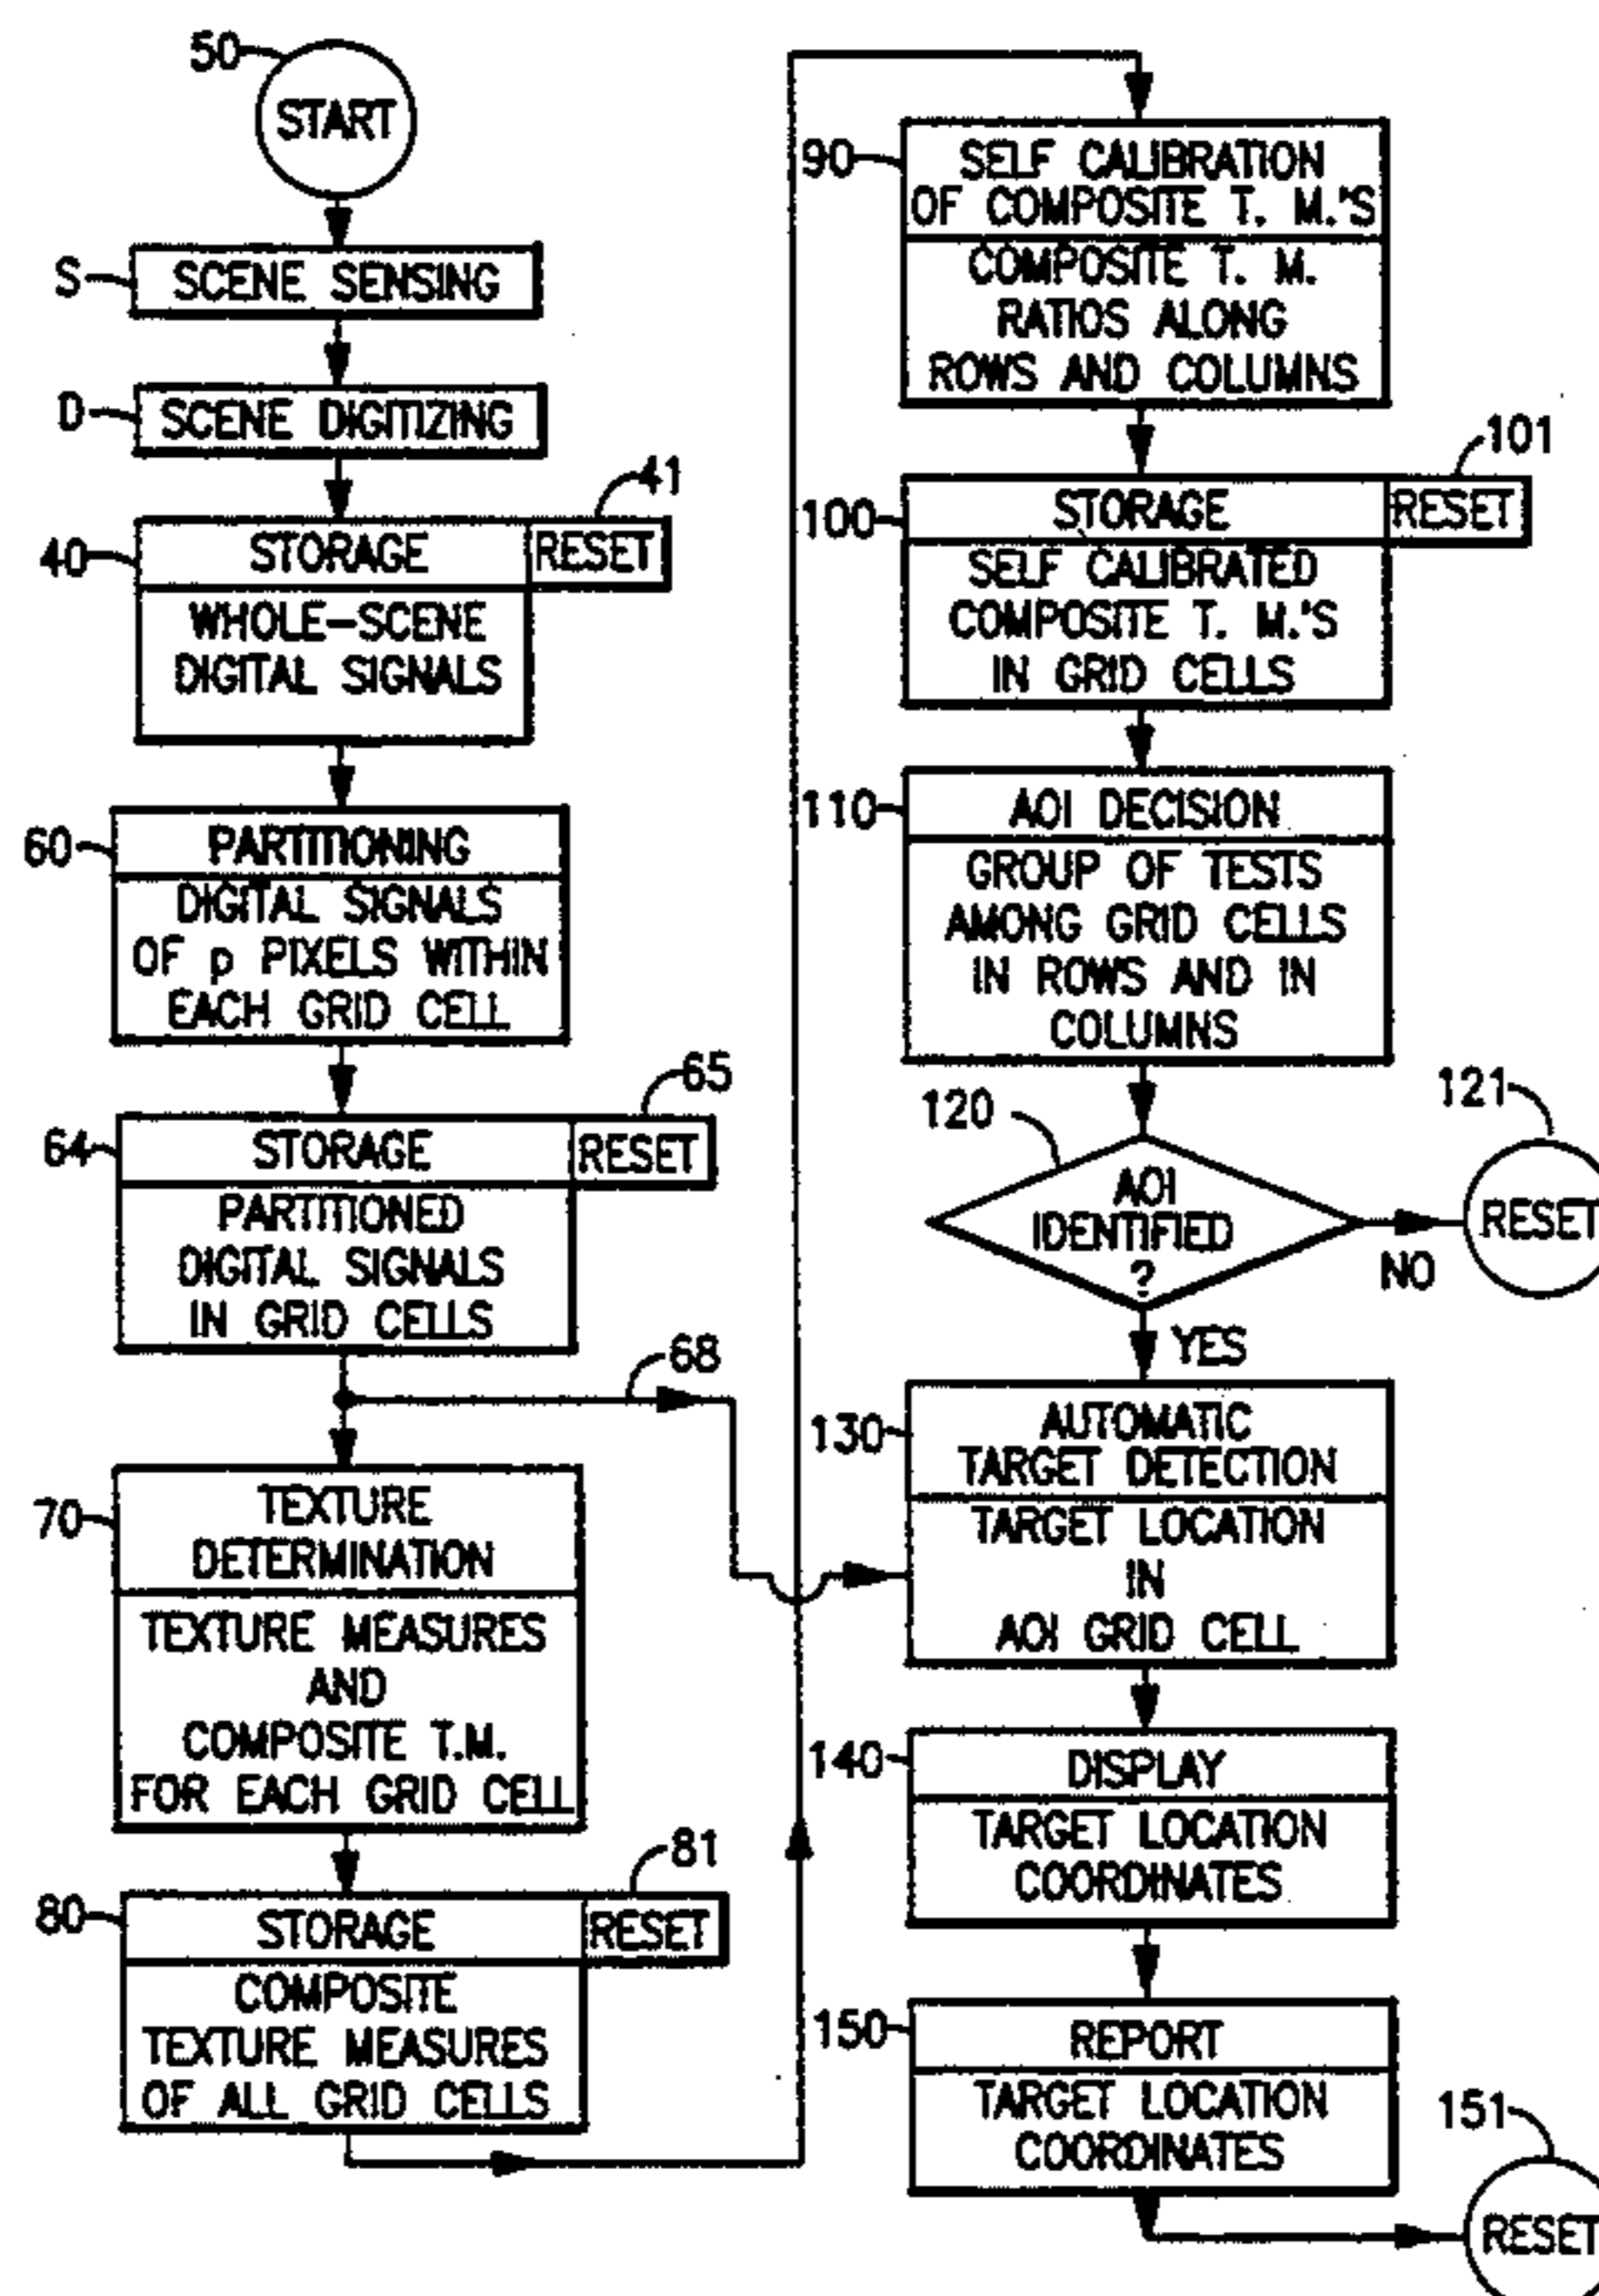 50
START
S
SCENE SENSING
D
SCENE DIGITIZING
41
40
STORAGE
RESET
WHOLE-SCENE
DIGITAL SIGNALS
60
PARTITIONING
DIGITAL SIGNALS
OF p PIXELS WITHIN
EACH GRID CELL
65
64
STORAGE
RESET
PARTITIONED
DIGITAL SIGNALS
IN GRID CELLS
68
70
TEXTURE
DETERMINATION
TEXTURE MEASURES
AND
COMPOSITE T.M.
FOR EACH GRID CELL
81
80
STORAGE
RESET
COMPOSITE
TEXTURE MEASURES
OF ALL GRID CELLS
90
SELF CALIBRATION
OF COMPOSITE T. M.'S
COMPOSITE T. M.
RATIOS ALONG
ROWS AND COLUMNS
101
100
STORAGE
RESET
SELF CALIBRATED
COMPOSITE T. M.'S
IN GRID CELLS
110
AOI DECISION
GROUP OF TESTS
AMONG GRID CELLS
IN ROWS AND IN
COLUMNS
120
AOI
IDENTIFIED
?
NO
121
RESET
YES
130
AUTOMATIC
TARGET DETECTION
TARGET LOCATION
IN
AOI GRID CELL
140
DISPLAY
TARGET LOCATION
COORDINATES
150
REPORT
TARGET LOCATION
COORDINATES
151
RESET